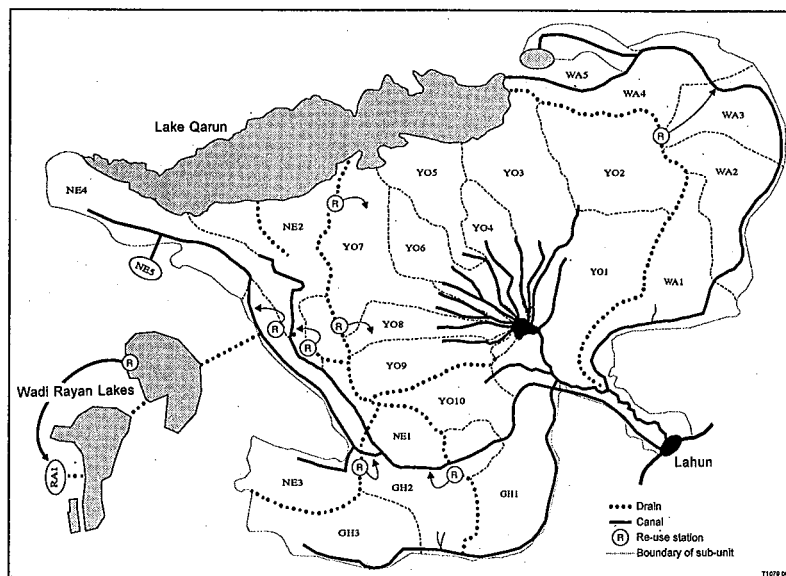 WA5
WA4
WA3
Lake Qarun
R
YO5
YO3
YO2
WA2
NE4
R
NE2
YO7
YO6
YO4
NE5
YO1
WA1
R
R
R
YO8
R
Wadi Rayan Lakes
YO9
YO10
NE1
Lahun
RA1
NE3
R
GH2
R
GH1
GH3
Drain
Canal
R Re-use station
Boundary of sub-unit